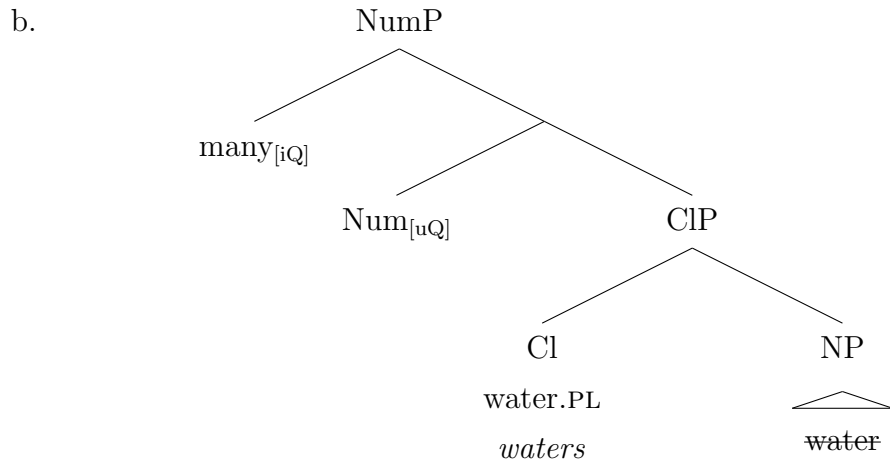 b. NumP
many[iQ]
Num[uQ] ClP
Cl NP
water.PL
waters water